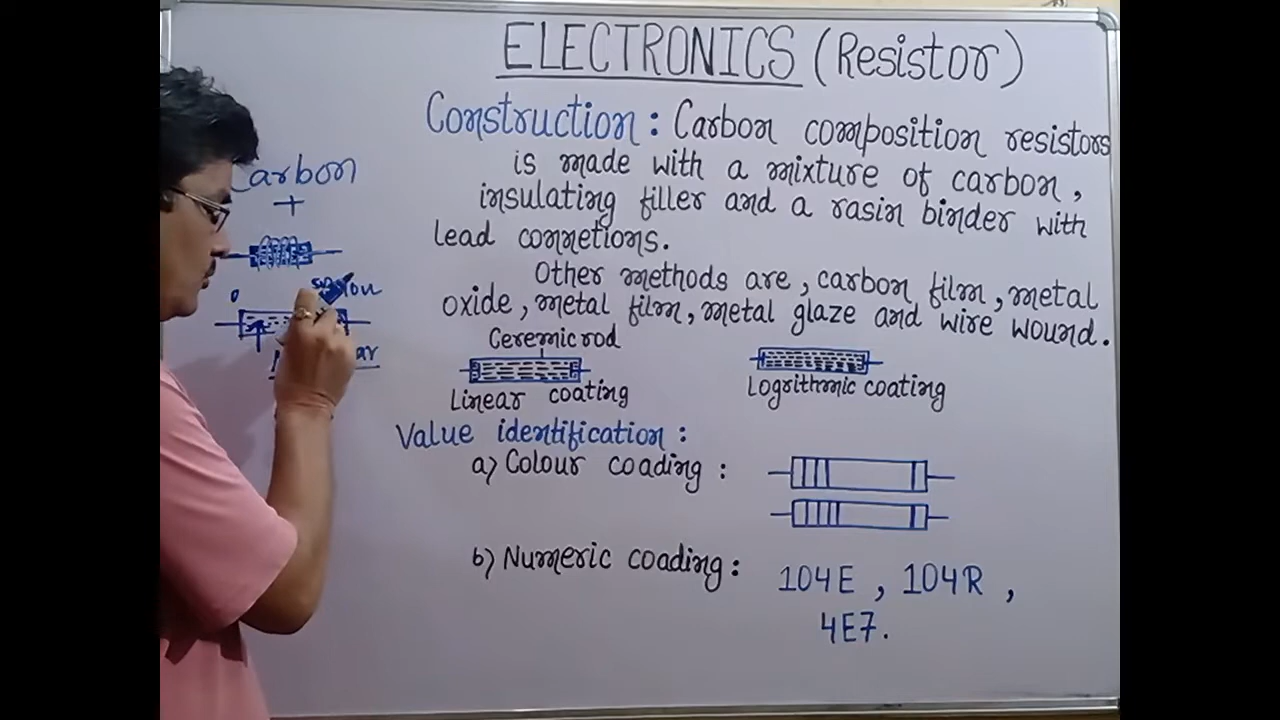 ELECTRONICS (Resistor)
Construction : Carbon composition resistors
is made with a mixture of carbon,
insulating filler and a rasin binder with
lead connetions.
Other methods are, carbon film, metal
oxide, metal film, metal glaze and wire wound.
Ceremic rod
Linear coating
Logrithmic coating
Value identification :
a) Colour coading :
b) Numeric coading :
104E , 104R ,
4E7.
Carbon
+
0